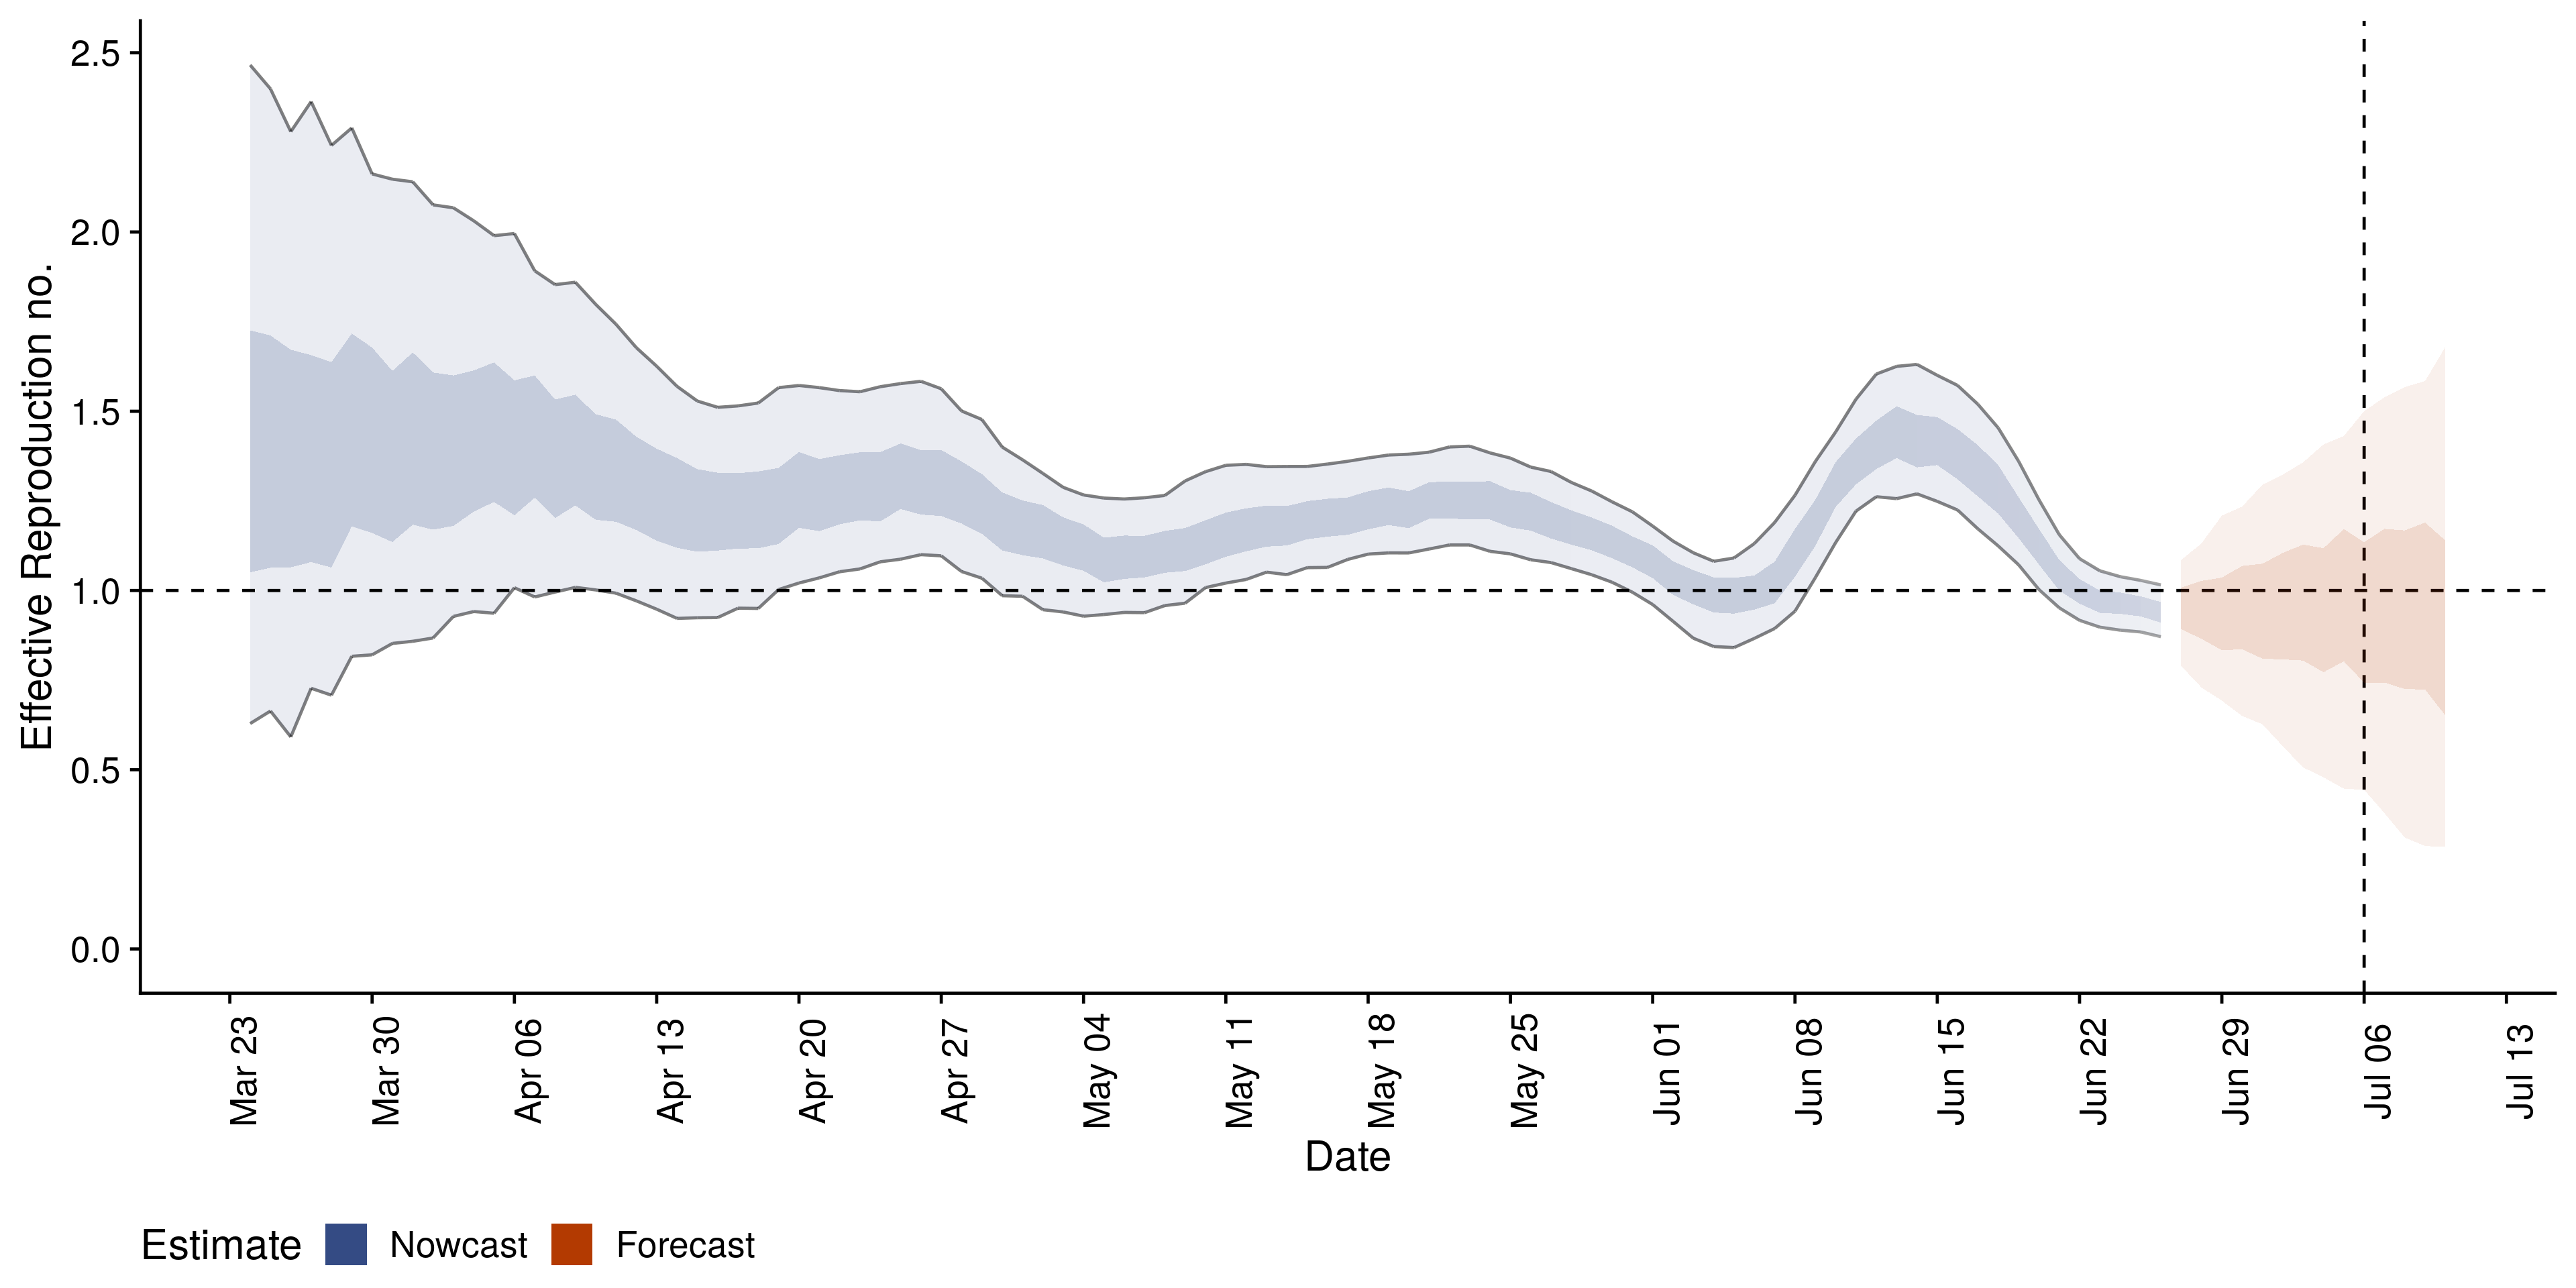 Effective Reproduction no.
2.5
2.0
1.5
1.0
0.5
0.0
Mar 23
Mar 30
Apr 06
Apr 13
Apr 20
Apr 27
May 04
May 11
May 18
May 25
Jun 01
Jun 08
Jun 15
Jun 22
Jun 29
Jul 06
Jul 13
Date
Estimate Nowcast Forecast